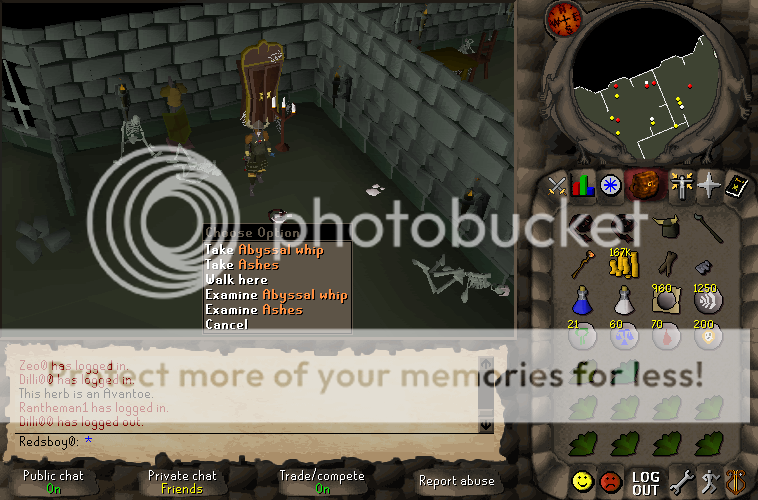 Choose Option
Take Abyssal whip
Take Ashes
Walk here
Examine Abyssal whip
Examine Ashes
Cancel
167k
960
1250
21
60
70
200
photobucket
Protect more of your memories for less!
Zeo0 has logged in.
Dilli00 has logged in.
This herb is an Avantoe.
Rantheman1 has logged in.
Dilli00 has logged out.
Redsboy0: *
Public chat
On
Private chat
Friends
Trade/compete
On
Report abuse
LOG
OUT